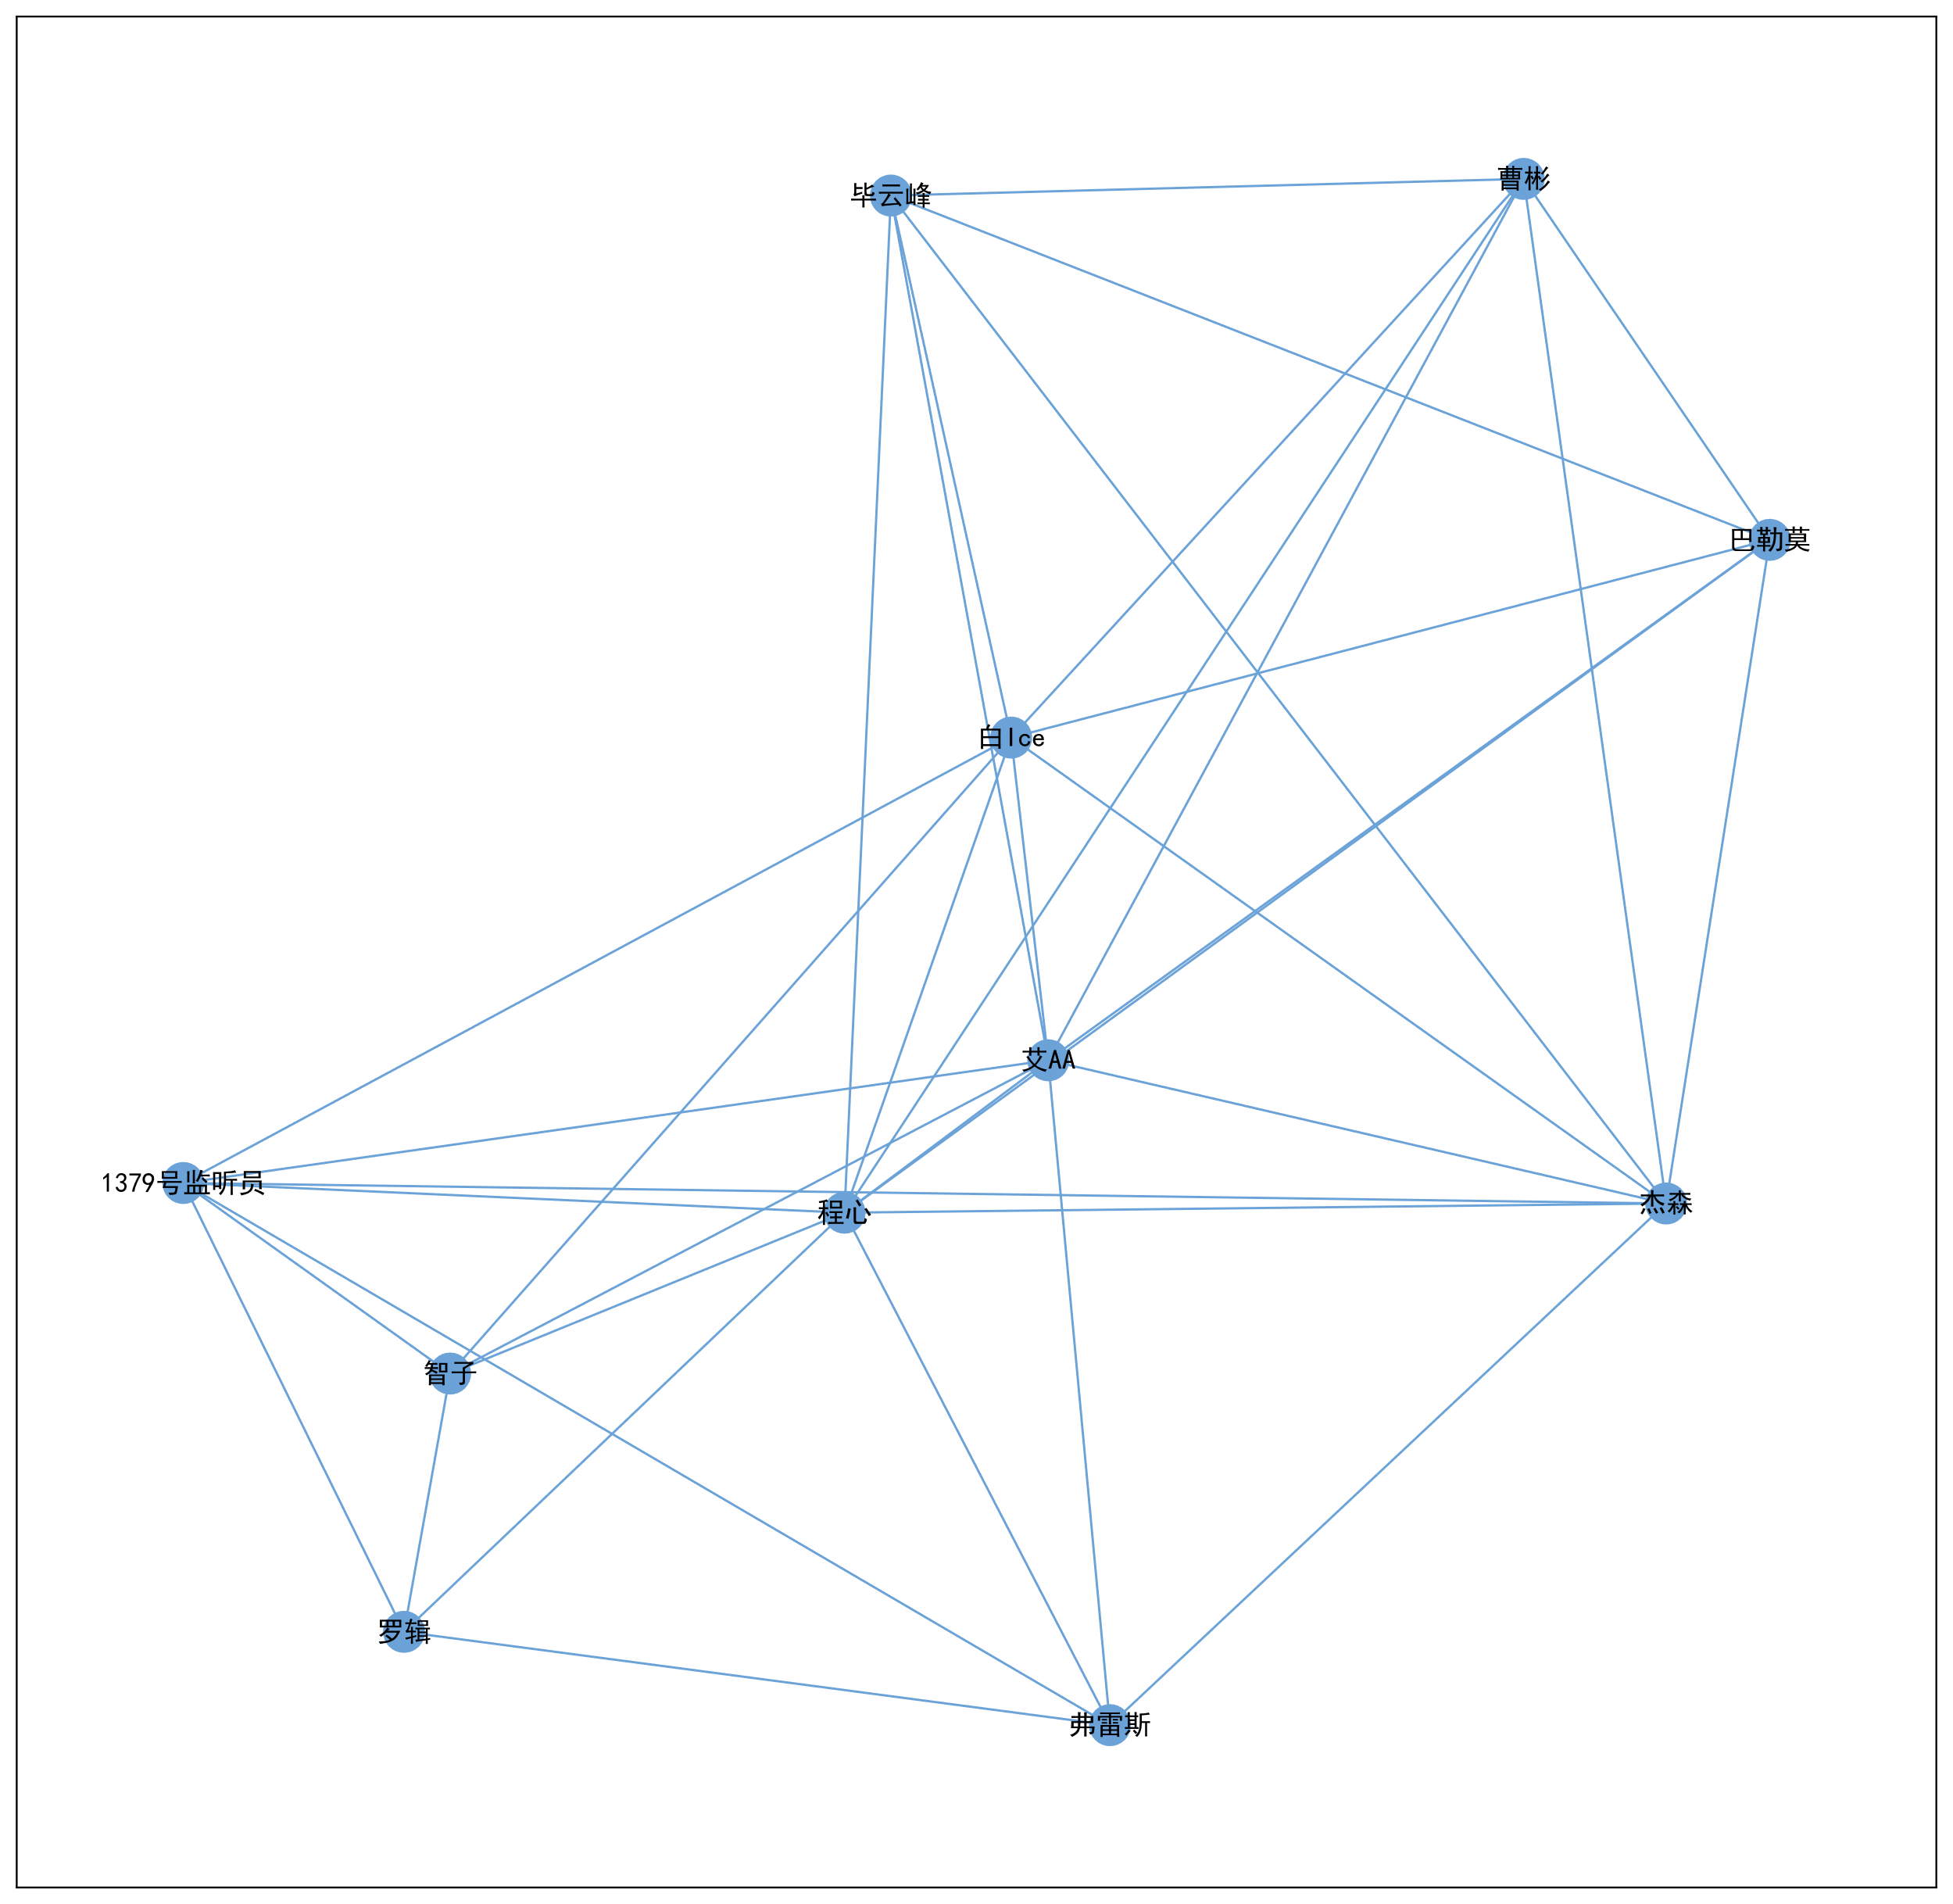 毕云峰
曹彬
巴勒莫
白Ice
艾AA
1379号监听员
程心
杰森
智子
罗辑
弗雷斯